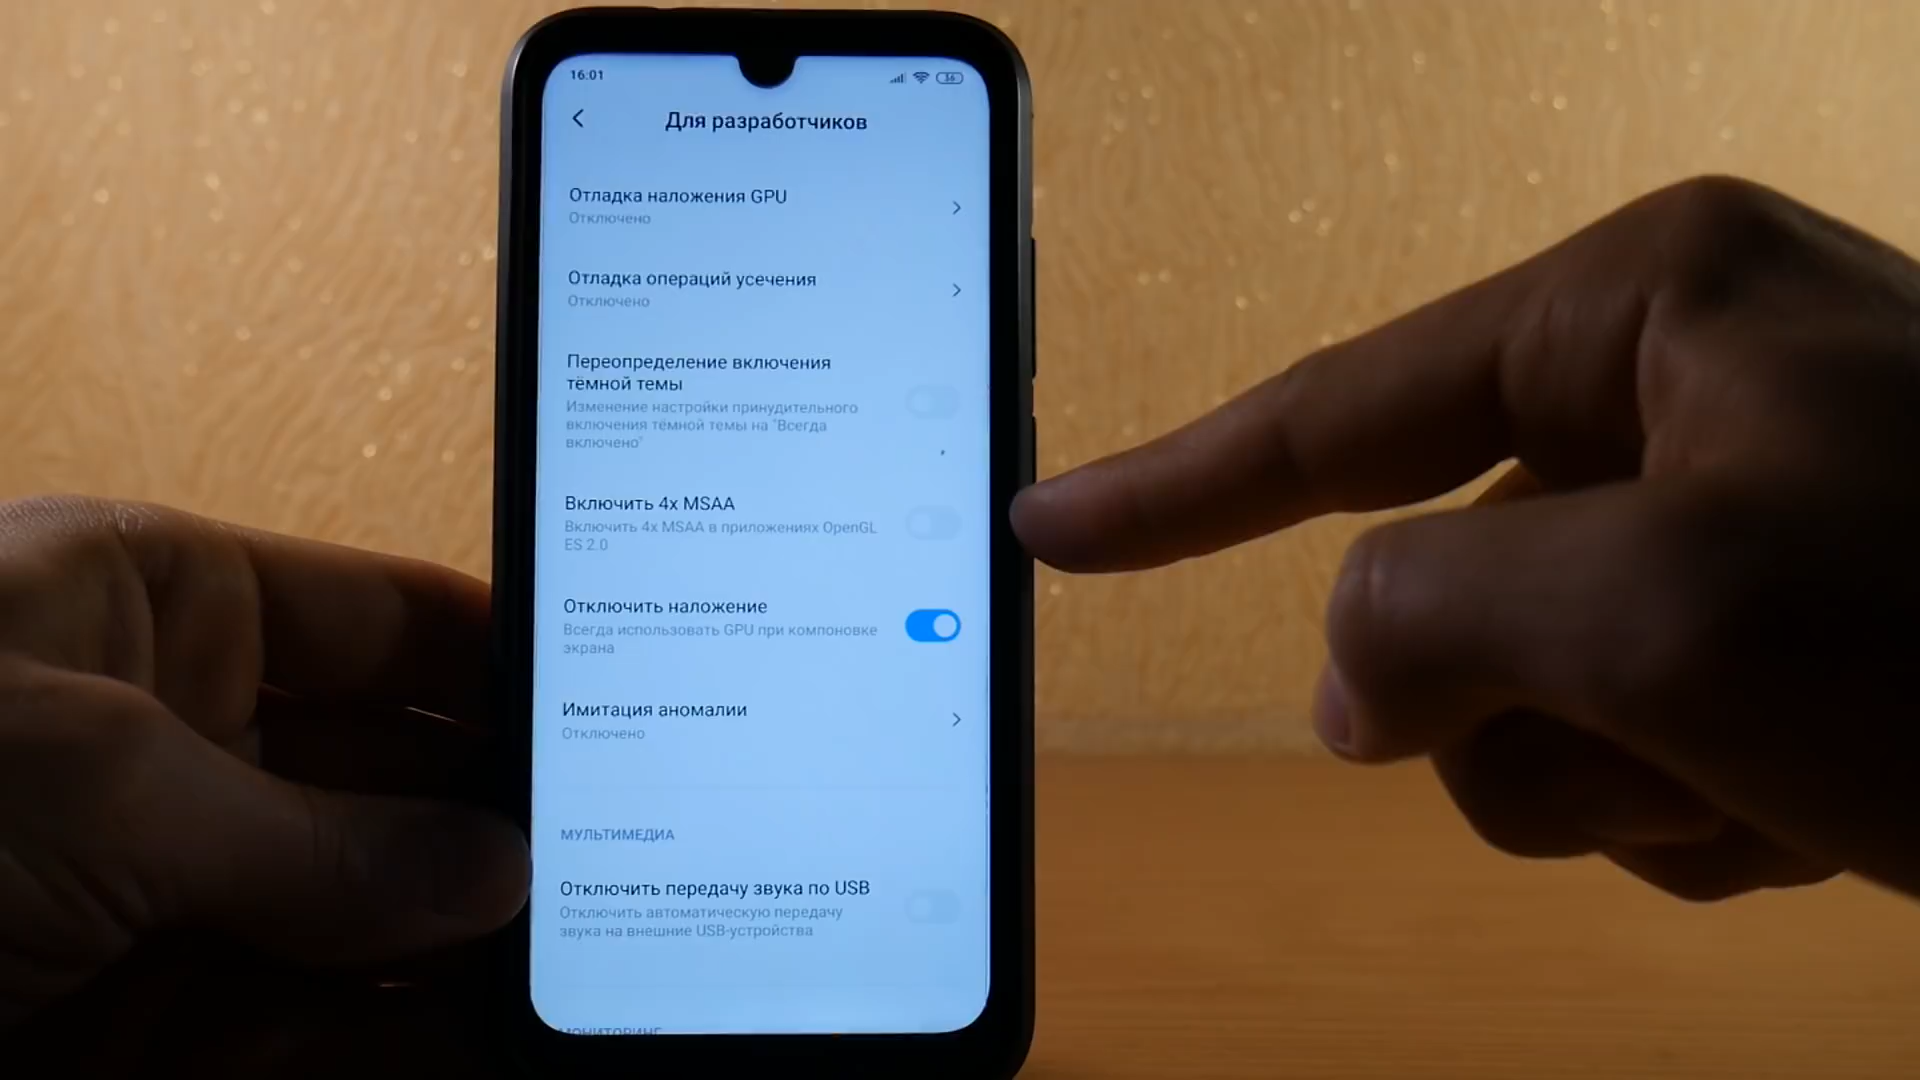 16:01
36
Для разработчиков
Отладка наложения GPU
Отключено
Отладка операций усечения
Отключено
Переопределение включения
тёмной темы
Изменение настройки принудительного
включения тёмной темы на "Всегда
включено"
Включить 4x MSAA
Включить 4x MSAA в приложениях OpenGL
ES 2.0
Отключить наложение
Всегда использовать GPU при компоновке
экрана
Имитация аномалии
Отключено
МУЛЬТИМЕДИА
Отключить передачу звука по USB
Отключить автоматическую передачу
звука на внешние USB-устройства
МОНИТОРИНГ